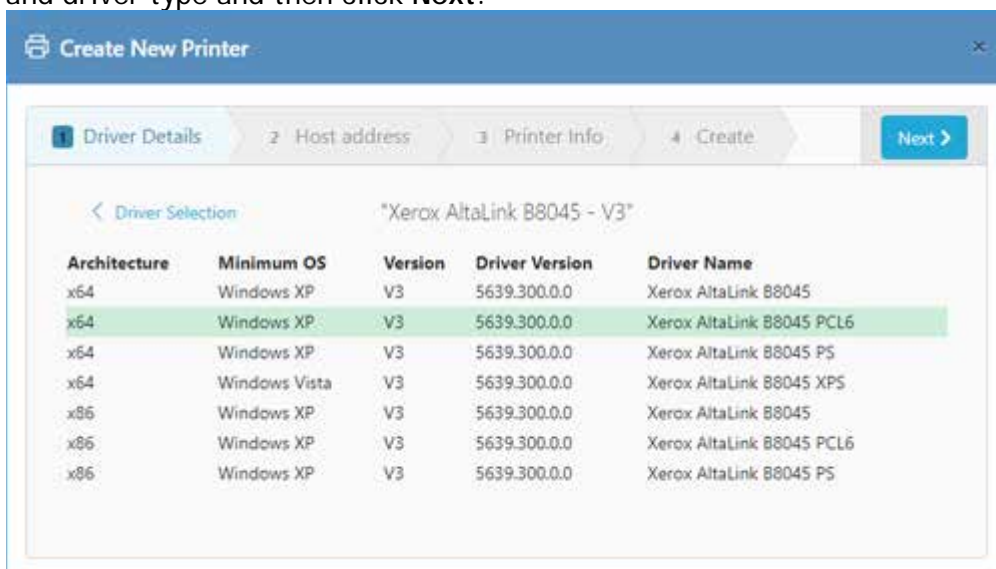 and driver type and then click Next.
Create New Printer ×
1 Driver Details 2 Host address 3 Printer Info 4 Create Next >
< Driver Selection "Xerox AltaLink B8045 - V3"
Architecture Minimum OS Version Driver Version Driver Name
x64 Windows XP V3 5639.300.0.0 Xerox AltaLink B8045
x64 Windows XP V3 5639.300.0.0 Xerox AltaLink B8045 PCL6
x64 Windows XP V3 5639.300.0.0 Xerox AltaLink B8045 PS
x64 Windows Vista V3 5639.300.0.0 Xerox AltaLink B8045 XPS
x86 Windows XP V3 5639.300.0.0 Xerox AltaLink B8045
x86 Windows XP V3 5639.300.0.0 Xerox AltaLink B8045 PCL6
x86 Windows XP V3 5639.300.0.0 Xerox AltaLink B8045 PS